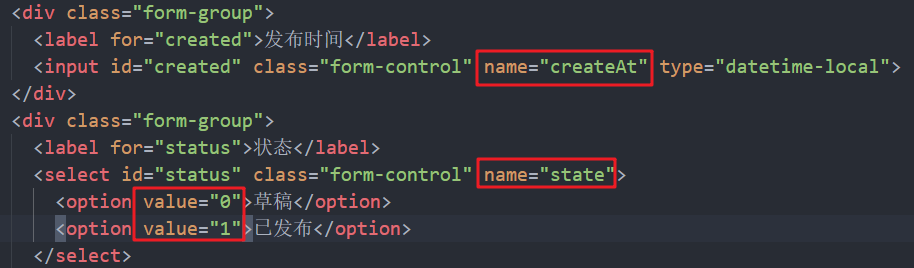 <div class="form-group">
<label for="created">发布时间</label>
<input id="created" class="form-control" name="createAt" type="datetime-local">
</div>
<div class="form-group">
<label for="status">状态</label>
<select id="status" class="form-control" name="state">
<option value="0">草稿</option>
<option value="1">已发布</option>
</select>